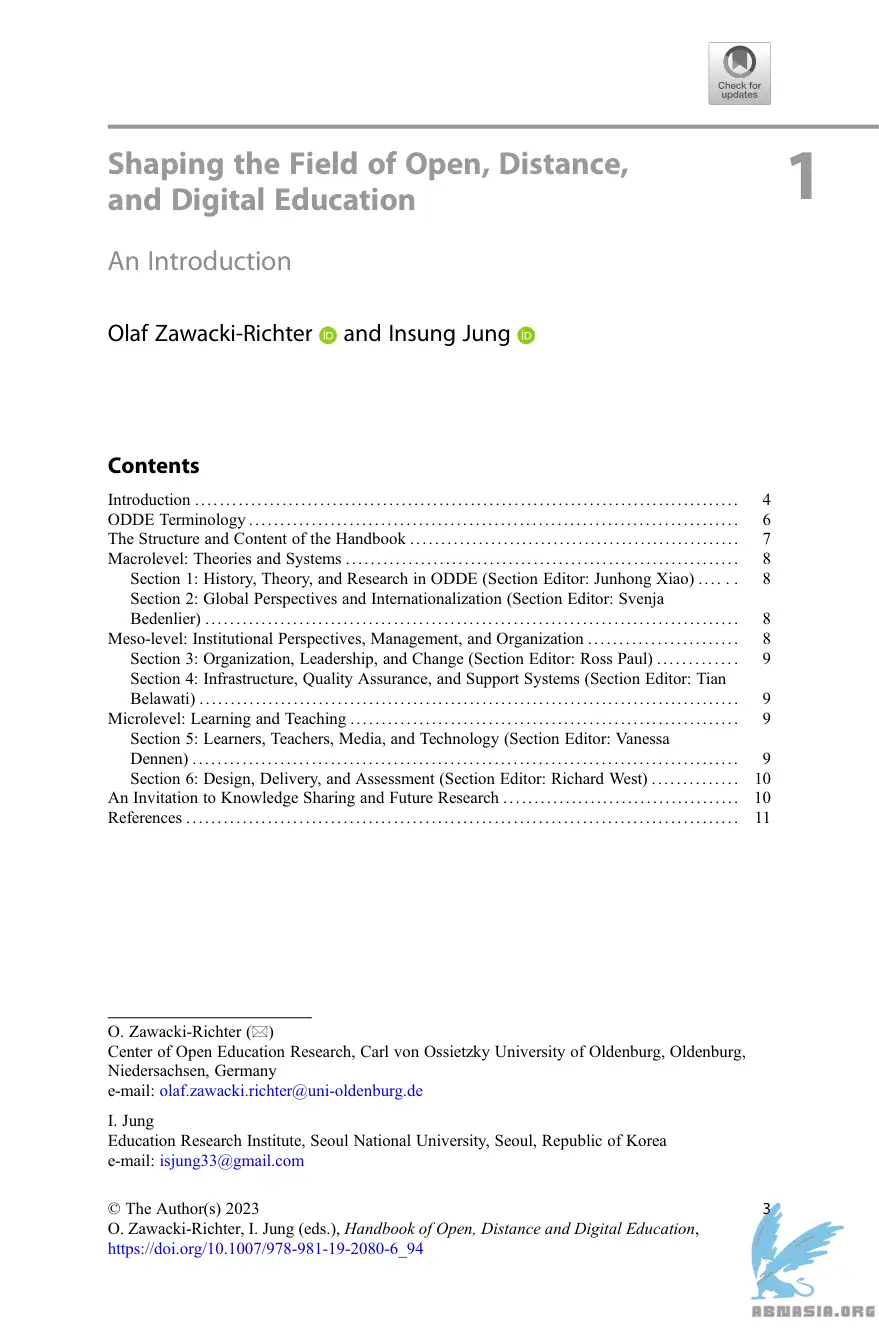 Check for
updates
Shaping the Field of Open, Distance,
and Digital Education
1
An Introduction
Olaf Zawacki-Richter iD and Insung Jung iD
Contents
Introduction . . . . . . . . . . . . . . . . . . . . . . . . . . . . . . . . . . . . . . . . 4
ODDE Terminology . . . . . . . . . . . . . . . . . . . . . . . . . . . . . . . . . . . . 6
The Structure and Content of the Handbook . . . . . . . . . . . . . . . . . . . . . . . . 7
Macrolevel: Theories and Systems . . . . . . . . . . . . . . . . . . . . . . . . . . . . . 8
Section 1: History, Theory, and Research in ODDE (Section Editor: Junhong Xiao) . . . . . . 8
Section 2: Global Perspectives and Internationalization (Section Editor: Svenja
Bedenlier) . . . . . . . . . . . . . . . . . . . . . . . . . . . . . . . . . . . . . . . . 8
Meso-level: Institutional Perspectives, Management, and Organization . . . . . . . . . . . . 8
Section 3: Organization, Leadership, and Change (Section Editor: Ross Paul) . . . . . . . . . 9
Section 4: Infrastructure, Quality Assurance, and Support Systems (Section Editor: Tian
Belawati) . . . . . . . . . . . . . . . . . . . . . . . . . . . . . . . . . . . . . . . . 9
Microlevel: Learning and Teaching . . . . . . . . . . . . . . . . . . . . . . . . . . . . . 9
Section 5: Learners, Teachers, Media, and Technology (Section Editor: Vanessa
Dennen) . . . . . . . . . . . . . . . . . . . . . . . . . . . . . . . . . . . . . . . . 9
Section 6: Design, Delivery, and Assessment (Section Editor: Richard West) . . . . . . . . . 10
An Invitation to Knowledge Sharing and Future Research . . . . . . . . . . . . . . . . . . 10
References . . . . . . . . . . . . . . . . . . . . . . . . . . . . . . . . . . . . . . . . 11
O. Zawacki-Richter (✉)
Center of Open Education Research, Carl von Ossietzky University of Oldenburg, Oldenburg,
Niedersachsen, Germany
e-mail: olaf.zawacki.richter@uni-oldenburg.de
I. Jung
Education Research Institute, Seoul National University, Seoul, Republic of Korea
e-mail: isjung33@gmail.com
© The Author(s) 2023
3
O. Zawacki-Richter, I. Jung (eds.), Handbook of Open, Distance and Digital Education,
https://doi.org/10.1007/978-981-19-2080-6_94
ABNASIA.ORG